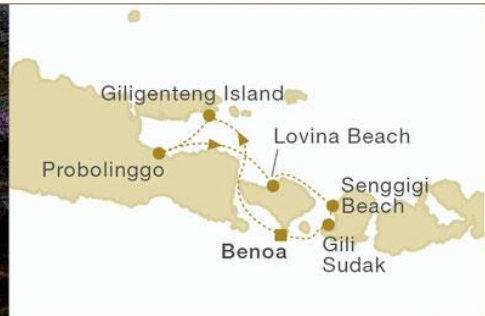 Giligenteng Island
Lovina Beach
Probolinggo
Senggigi
Beach
Benoa
Gili
Sudak